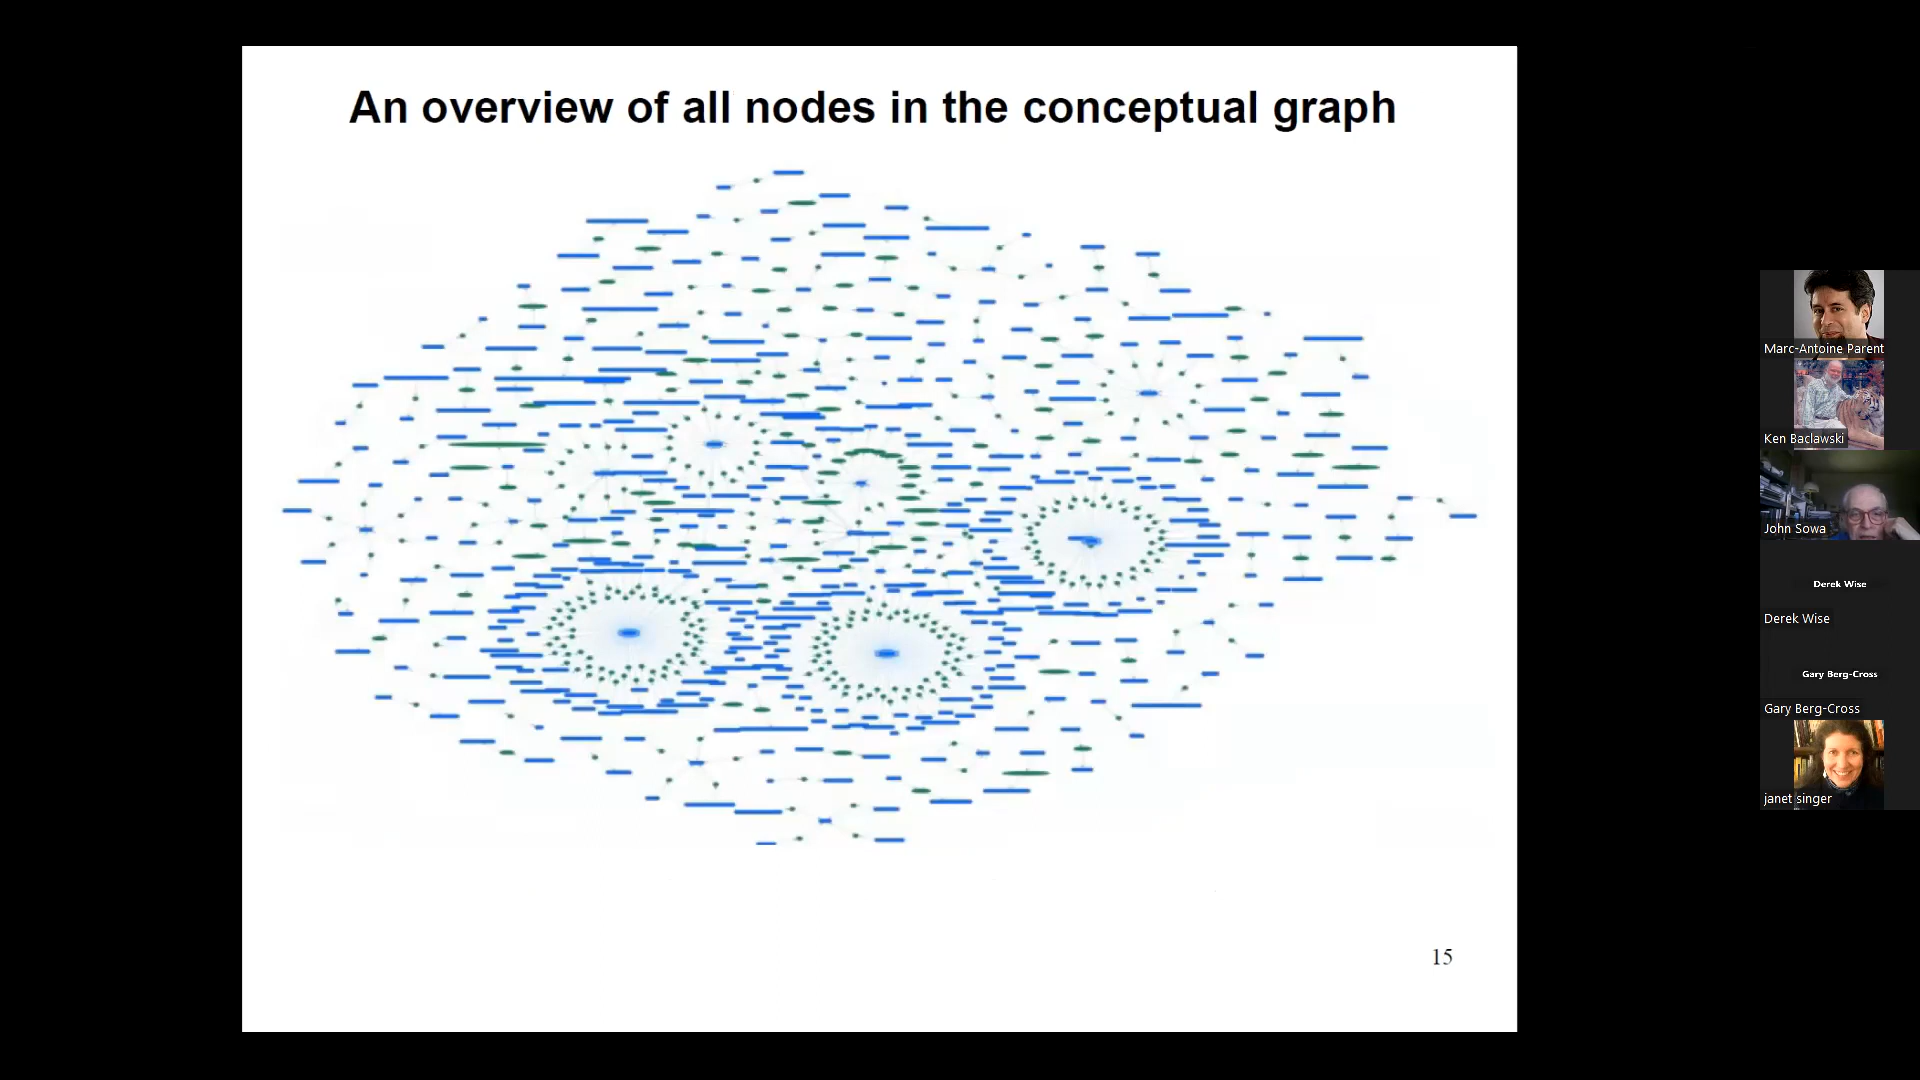 An overview of all nodes in the conceptual graph
15
Marc-Antoine Parent
Ken Baclawski
John Sowa
Derek Wise
Derek Wise
Gary Berg-Cross
Gary Berg-Cross
janet singer